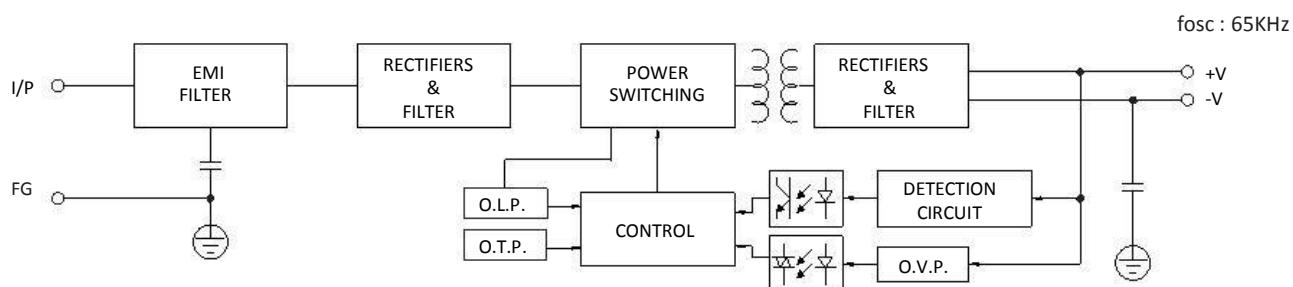 fosc : 65KHz
I/P
EMI
FILTER
RECTIFIERS
&
FILTER
POWER
SWITCHING
RECTIFIERS
&
FILTER
+V
-V
FG
O.L.P.
O.T.P.
CONTROL
DETECTION
CIRCUIT
O.V.P.